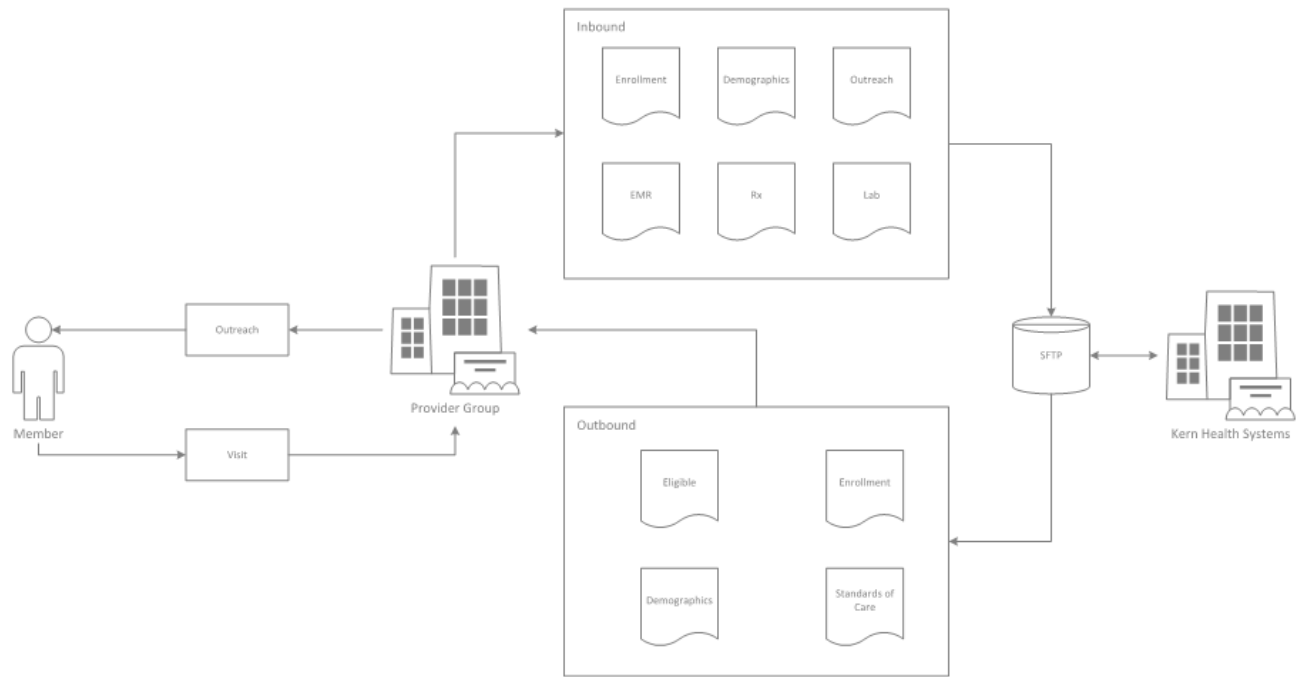 Inbound
Enrollment
Demographics
Outreach
EMR
Rx
Lab
Outreach
SFTP
Provider Group
Member
Kern Health Systems
Visit
Outbound
Eligible
Enrollment
Demographics
Standards of
Care